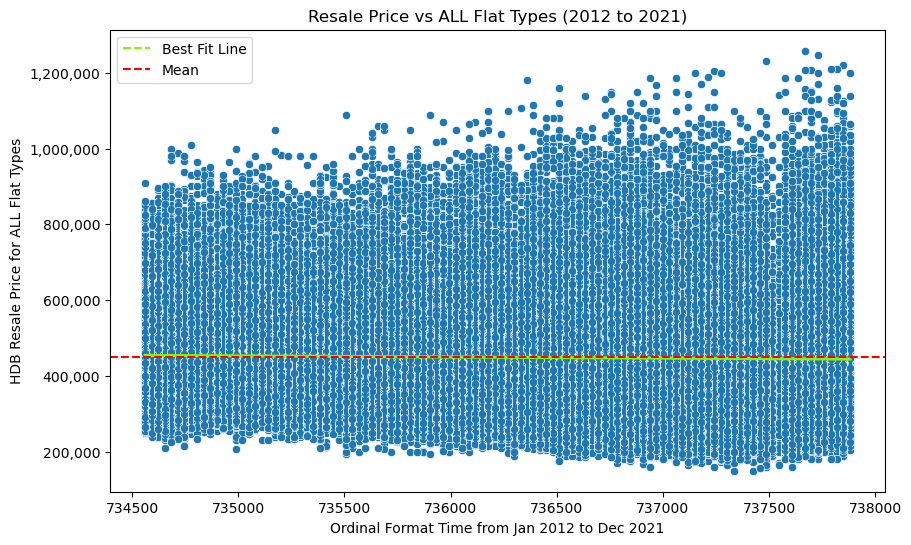 Resale Price vs ALL Flat Types (2012 to 2021)
Best Fit Line
Mean
HDB Resale Price for ALL Flat Types
1,200,000
1,000,000
800,000
600,000
400,000
200,000
734500 735000 735500 736000 736500 737000 737500 738000
Ordinal Format Time from Jan 2012 to Dec 2021